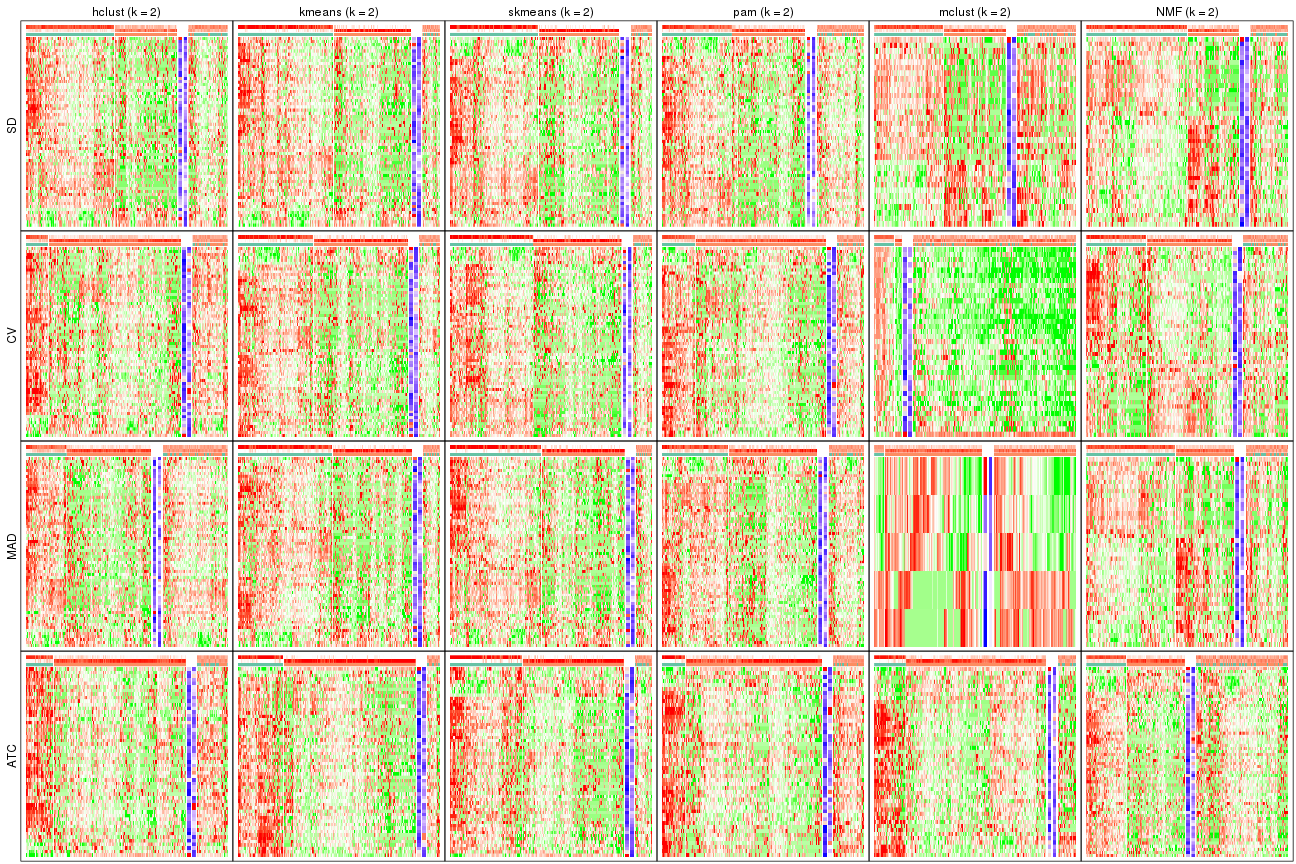 hclust (k = 2) kmeans (k = 2) skmeans (k = 2) pam (k = 2) mclust (k = 2) NMF (k = 2)
SD
CV
MAD
ATC